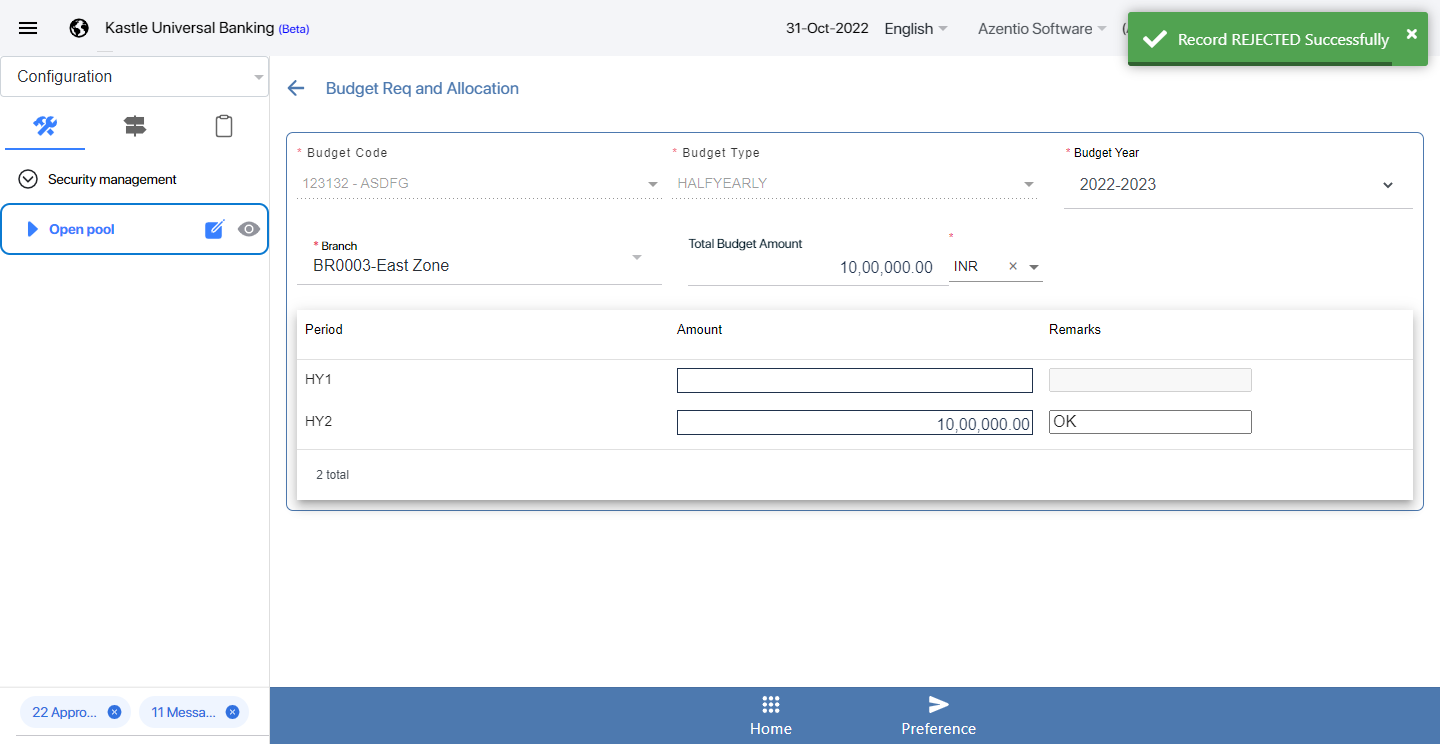 Kastle Universal Banking (Beta)
31-Oct-2022
English
Azentio Software
Record REJECTED Successfully
Configuration
Security management
Open pool
Budget Req and Allocation
* Budget Code
* Budget Type
* Budget Year
123132 - ASDFG
HALFYEARLY
2022-2023
* Branch
BR0003-East Zone
Total Budget Amount
10,00,000.00
*
INR
Period
Amount
Remarks
HY1
HY2
10,00,000.00
OK
2 total
22 Appro...
11 Messa...
Home
Preference